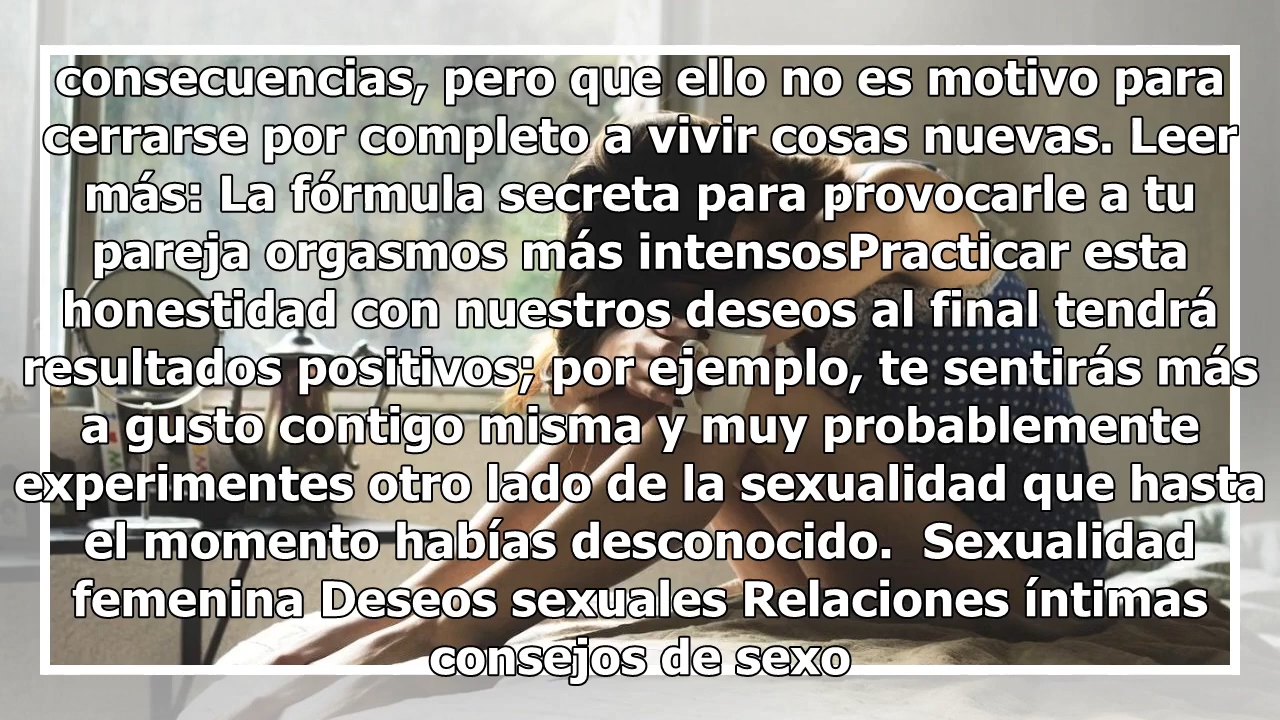 consecuencias, pero que ello no es motivo para
cerrarse por completo a vivir cosas nuevas. Leer
más: La fórmula secreta para provocarle a tu
pareja orgasmos más intensosPracticar esta
honestidad con nuestros deseos al final tendrá
resultados positivos; por ejemplo, te sentirás más
a gusto contigo misma y muy probablemente
experimentes otro lado de la sexualidad que hasta
el momento habías desconocido.  Sexualidad
femenina Deseos sexuales Relaciones íntimas
consejos de sexo